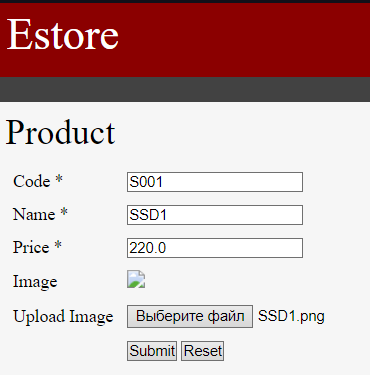 Estore
Product
Code * S001
Name * SSD1
Price * 220.0
Image
Upload Image Выберите файл SSD1.png
Submit Reset